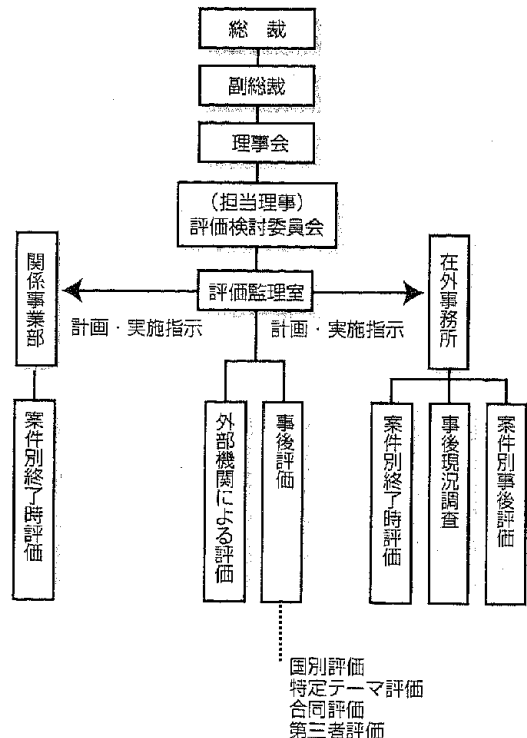 総裁
副総裁
理事会
(担当理事)
評価検討委員会
関係事業部
評価監理室
在外事務所
計画・実施指示
計画・実施指示
案件別終了時評価
外部機関による評価
事後評価
案件別終了時評価
事後現況調査
案件別事後評価
国別評価
特定テーマ評価
合同評価
第三者評価